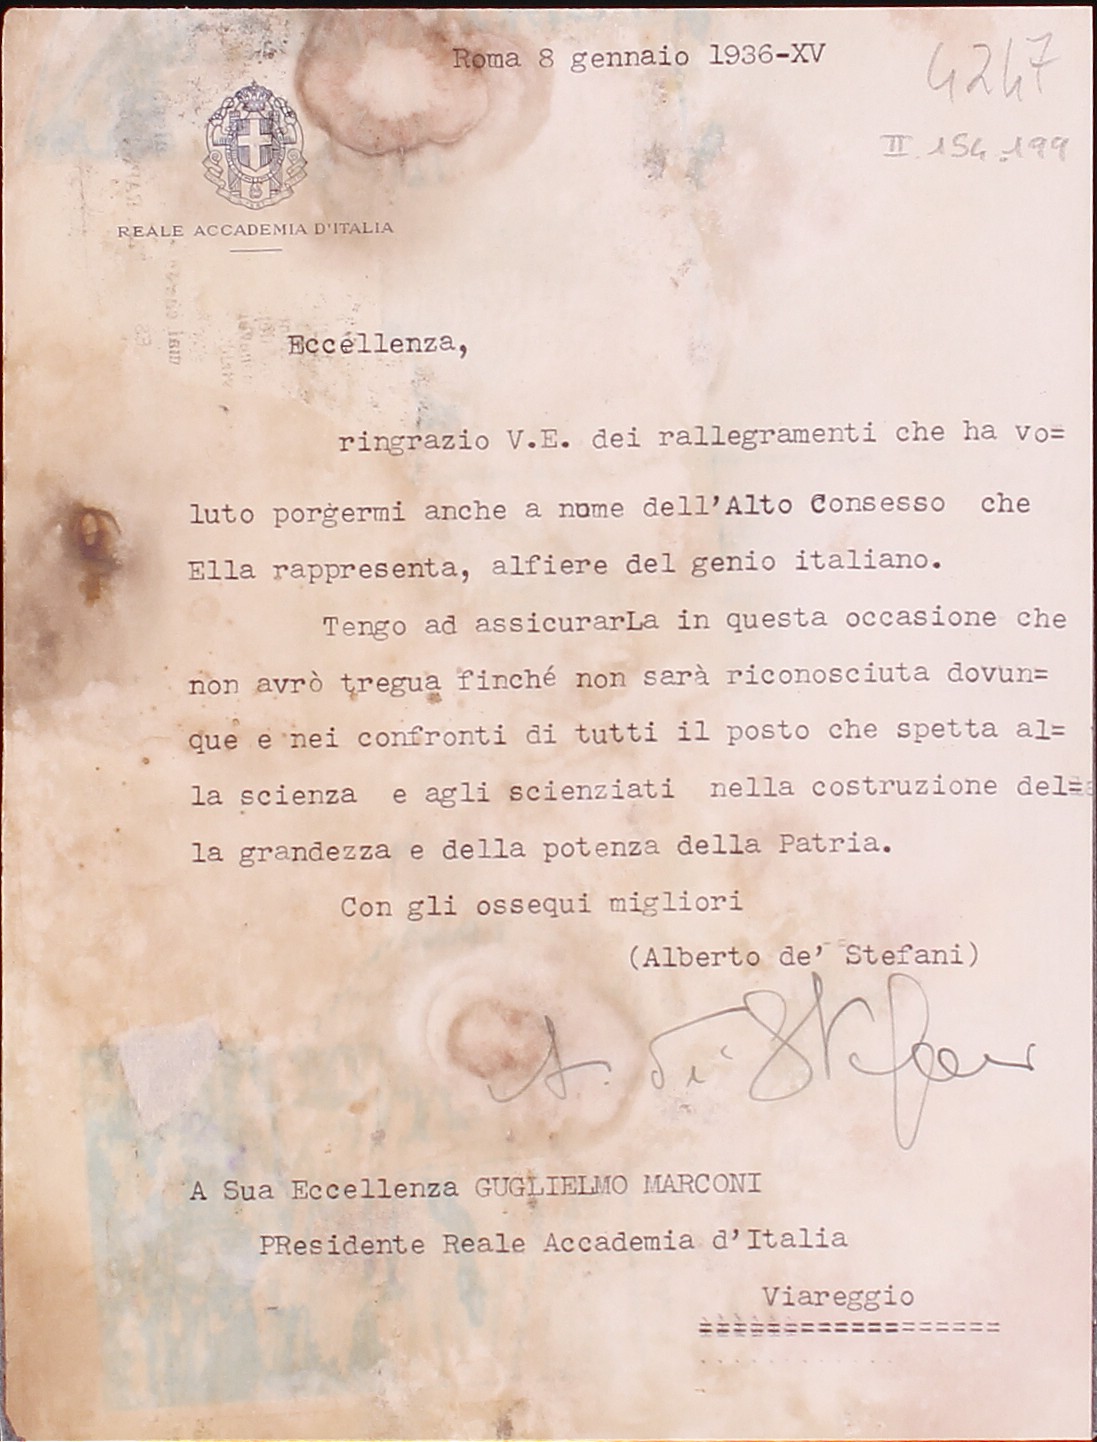 Roma 8 gennaio 1936-XV
4247
II.154.199
REALE ACCADEMIA D'ITALIA
Eccellenza,
ringrazio V.E. dei rallegramenti che ha vo=
luto porgermi anche a nome dell'Alto Consesso che
Ella rappresenta, alfiere del genio italiano.
Tengo ad assicurarLa in questa occasione che
non avrò tregua finché non sarà riconosciuta dovun=
que e nei confronti di tutti il posto che spetta al=
la scienza e agli scienziati nella costruzione del=
la grandezza e della potenza della Patria.
Con gli ossequi migliori
(Alberto de' Stefani)
A. de' Stefani
A Sua Eccellenza GUGLIELMO MARCONI
PResidente Reale Accademia d'Italia
Viareggio